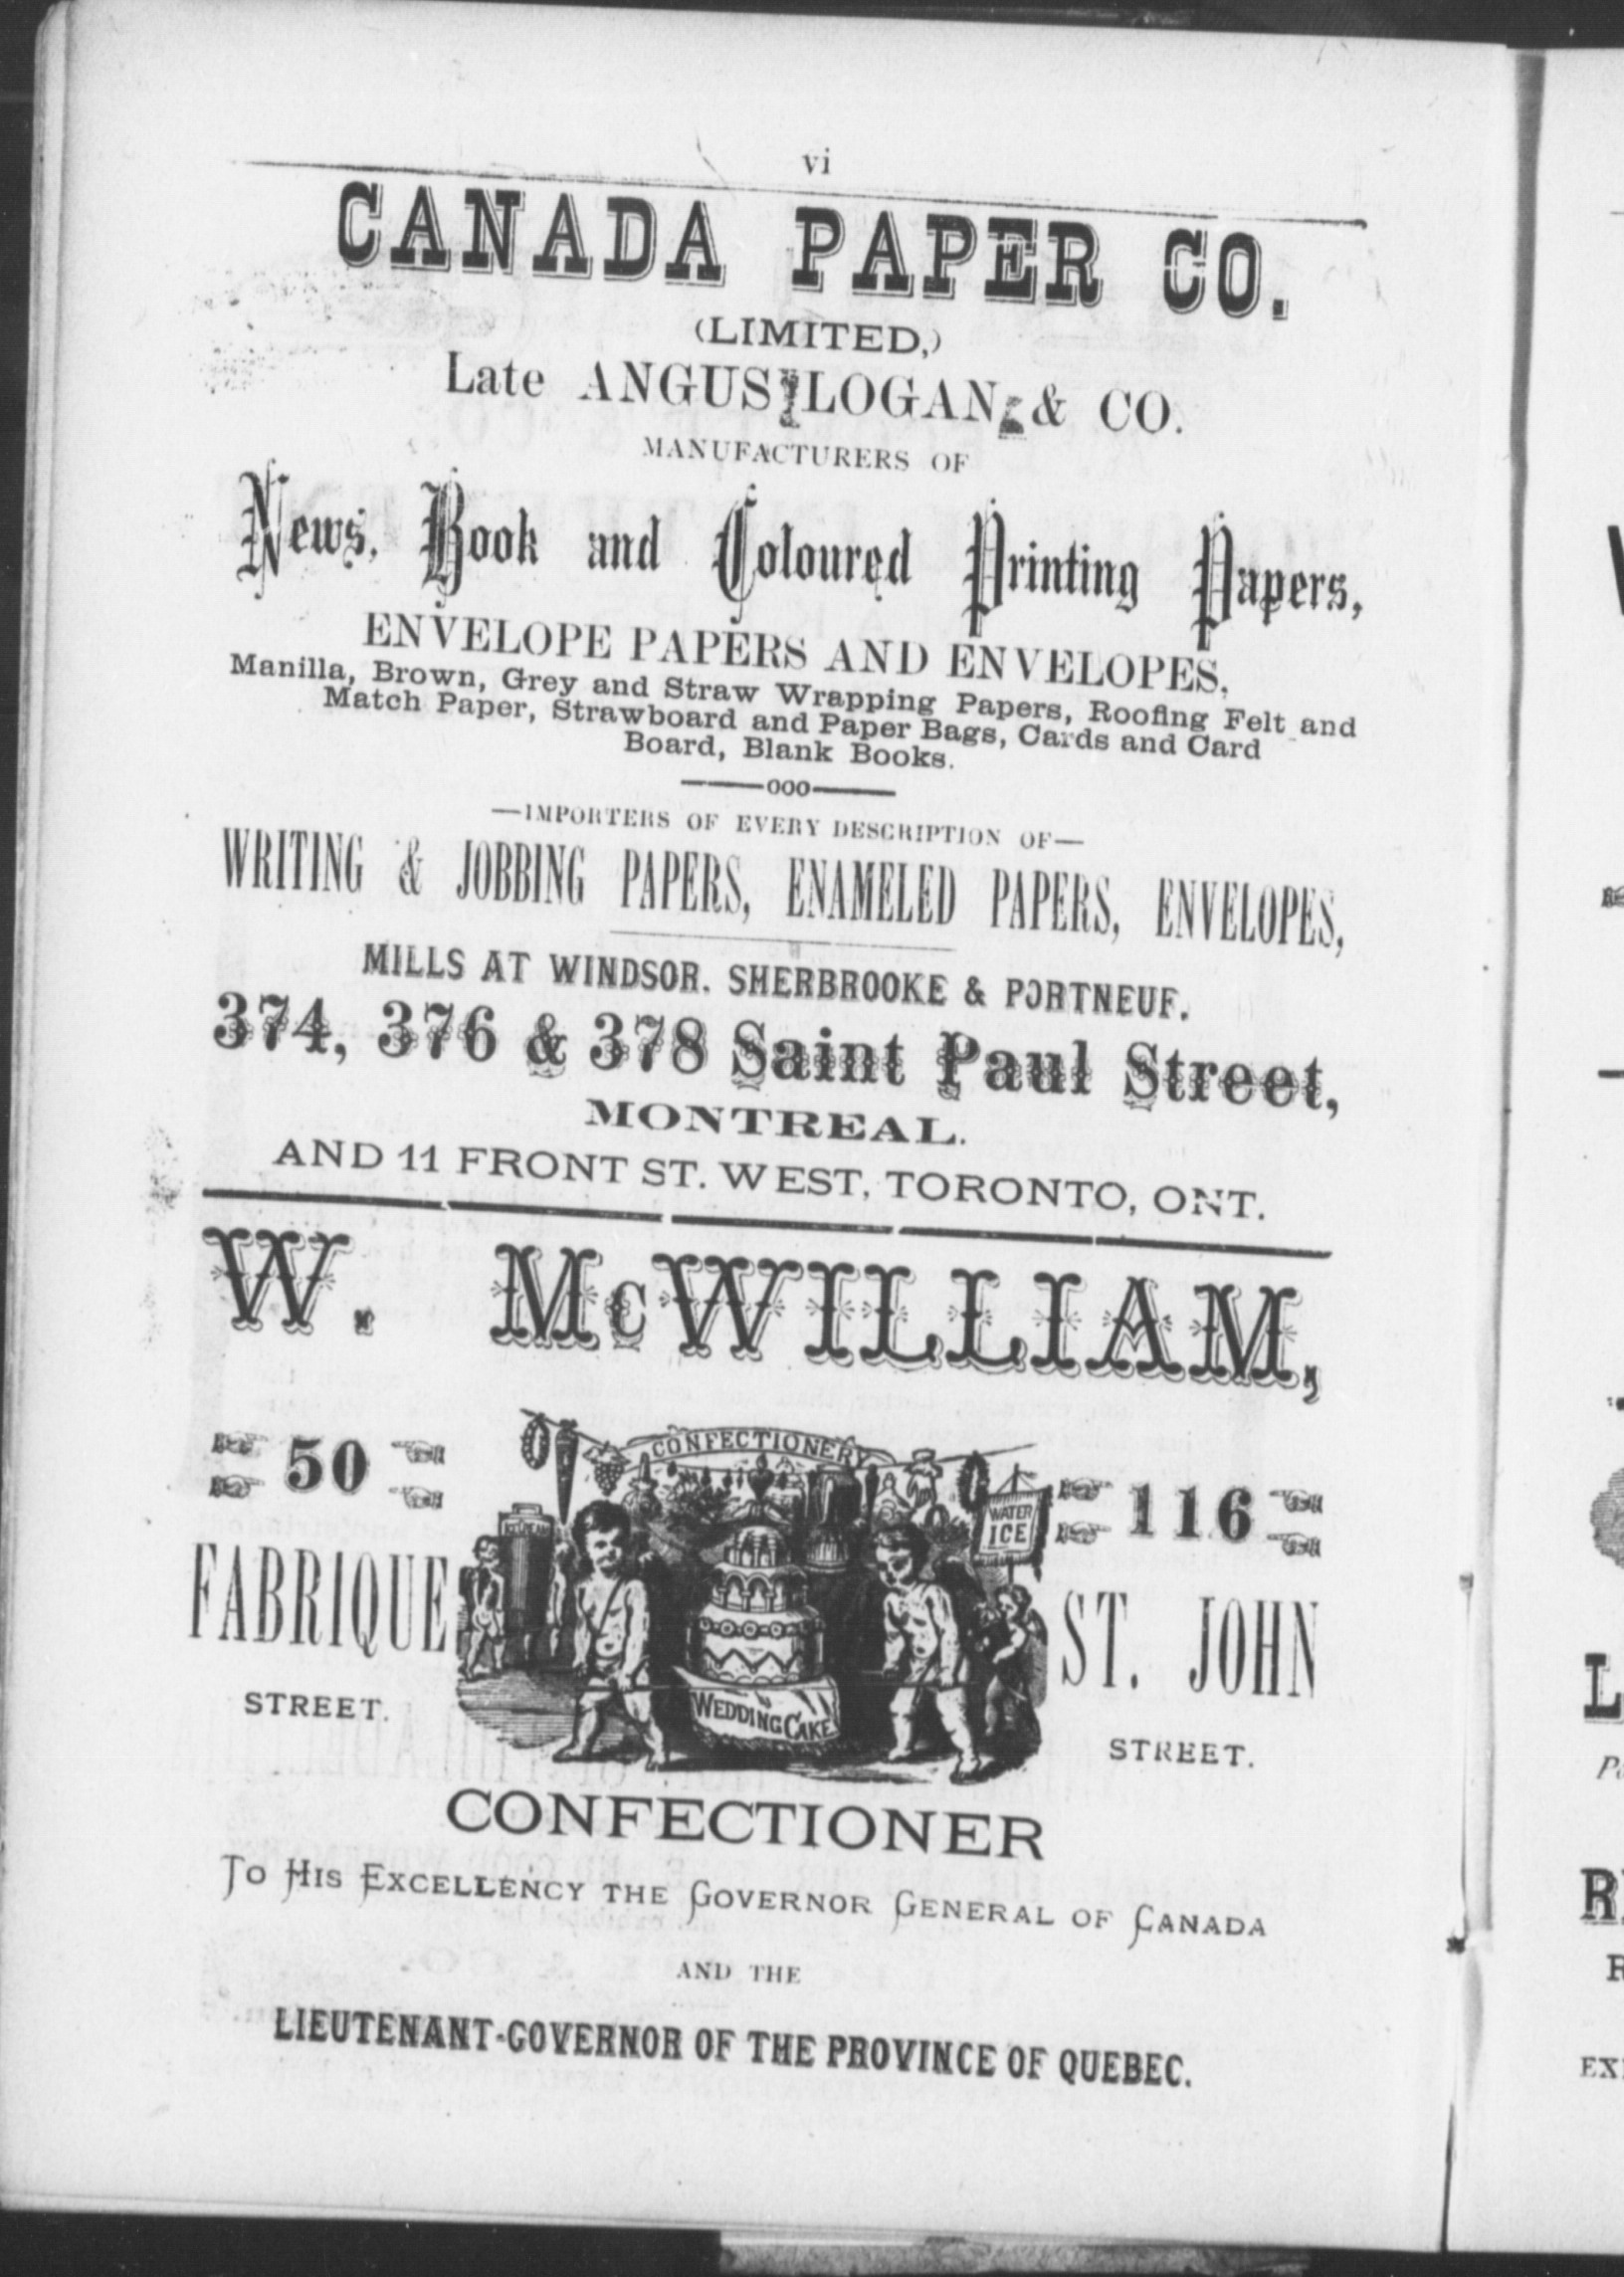 vi
CANADA PAPER CO.
(LIMITED,)
Late ANGUS LOGAN & CO.
MANUFACTURERS OF
News, Book and Coloured Printing Papers,
ENVELOPE PAPERS AND ENVELOPES,
Manilla, Brown, Grey and Straw Wrapping Papers, Roofing Felt and
Match Paper, Strawboard and Paper Bags, Cards and Card
Board, Blank Books.
——ooo——
—IMPORTERS OF EVERY DESCRIPTION OF—
WRITING & JOBBING PAPERS, ENAMELED PAPERS, ENVELOPES,
MILLS AT WINDSOR. SHERBROOKE & PORTNEUF.
374, 376 & 378 Saint Paul Street,
MONTREAL.
AND 11 FRONT ST. WEST, TORONTO, ONT.
W. McWILLIAM,
50
FABRIQUE
STREET.
CONFECTIONERY
ICE CREAM
WATER
ICE
WEDDING CAKE
116
ST. JOHN
STREET.
CONFECTIONER
TO HIS EXCELLENCY THE GOVERNOR GENERAL OF CANADA
AND THE
LIEUTENANT-GOVERNOR OF THE PROVINCE OF QUEBEC.